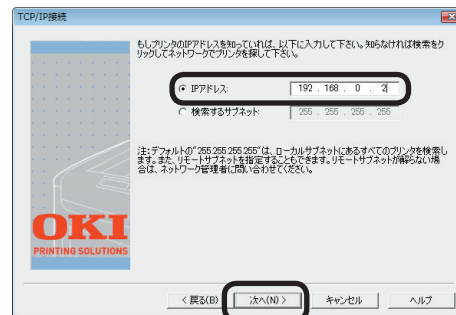 TCP/IP接続
もしプリンタのIPアドレスを知っていれば、以下に入力して下さい。知らなければ検索をク
リックしてネットワークでプリンタを探して下さい。
IPアドレス:
192 . 168 . 0 . 2
検索するサブネット:
255 . 255 . 255 . 255
注:デフォルトの"255.255.255.255"は、ローカルサブネットにあるすべてのプリンタを検索し
ます。また、リモートサブネットを指定することもできます。リモートサブネットが解らない場
合は、ネットワーク管理者に問い合わせてください。
OKI
PRINTING SOLUTIONS
< 戻る(B)
次へ(N) >
キャンセル
ヘルプ